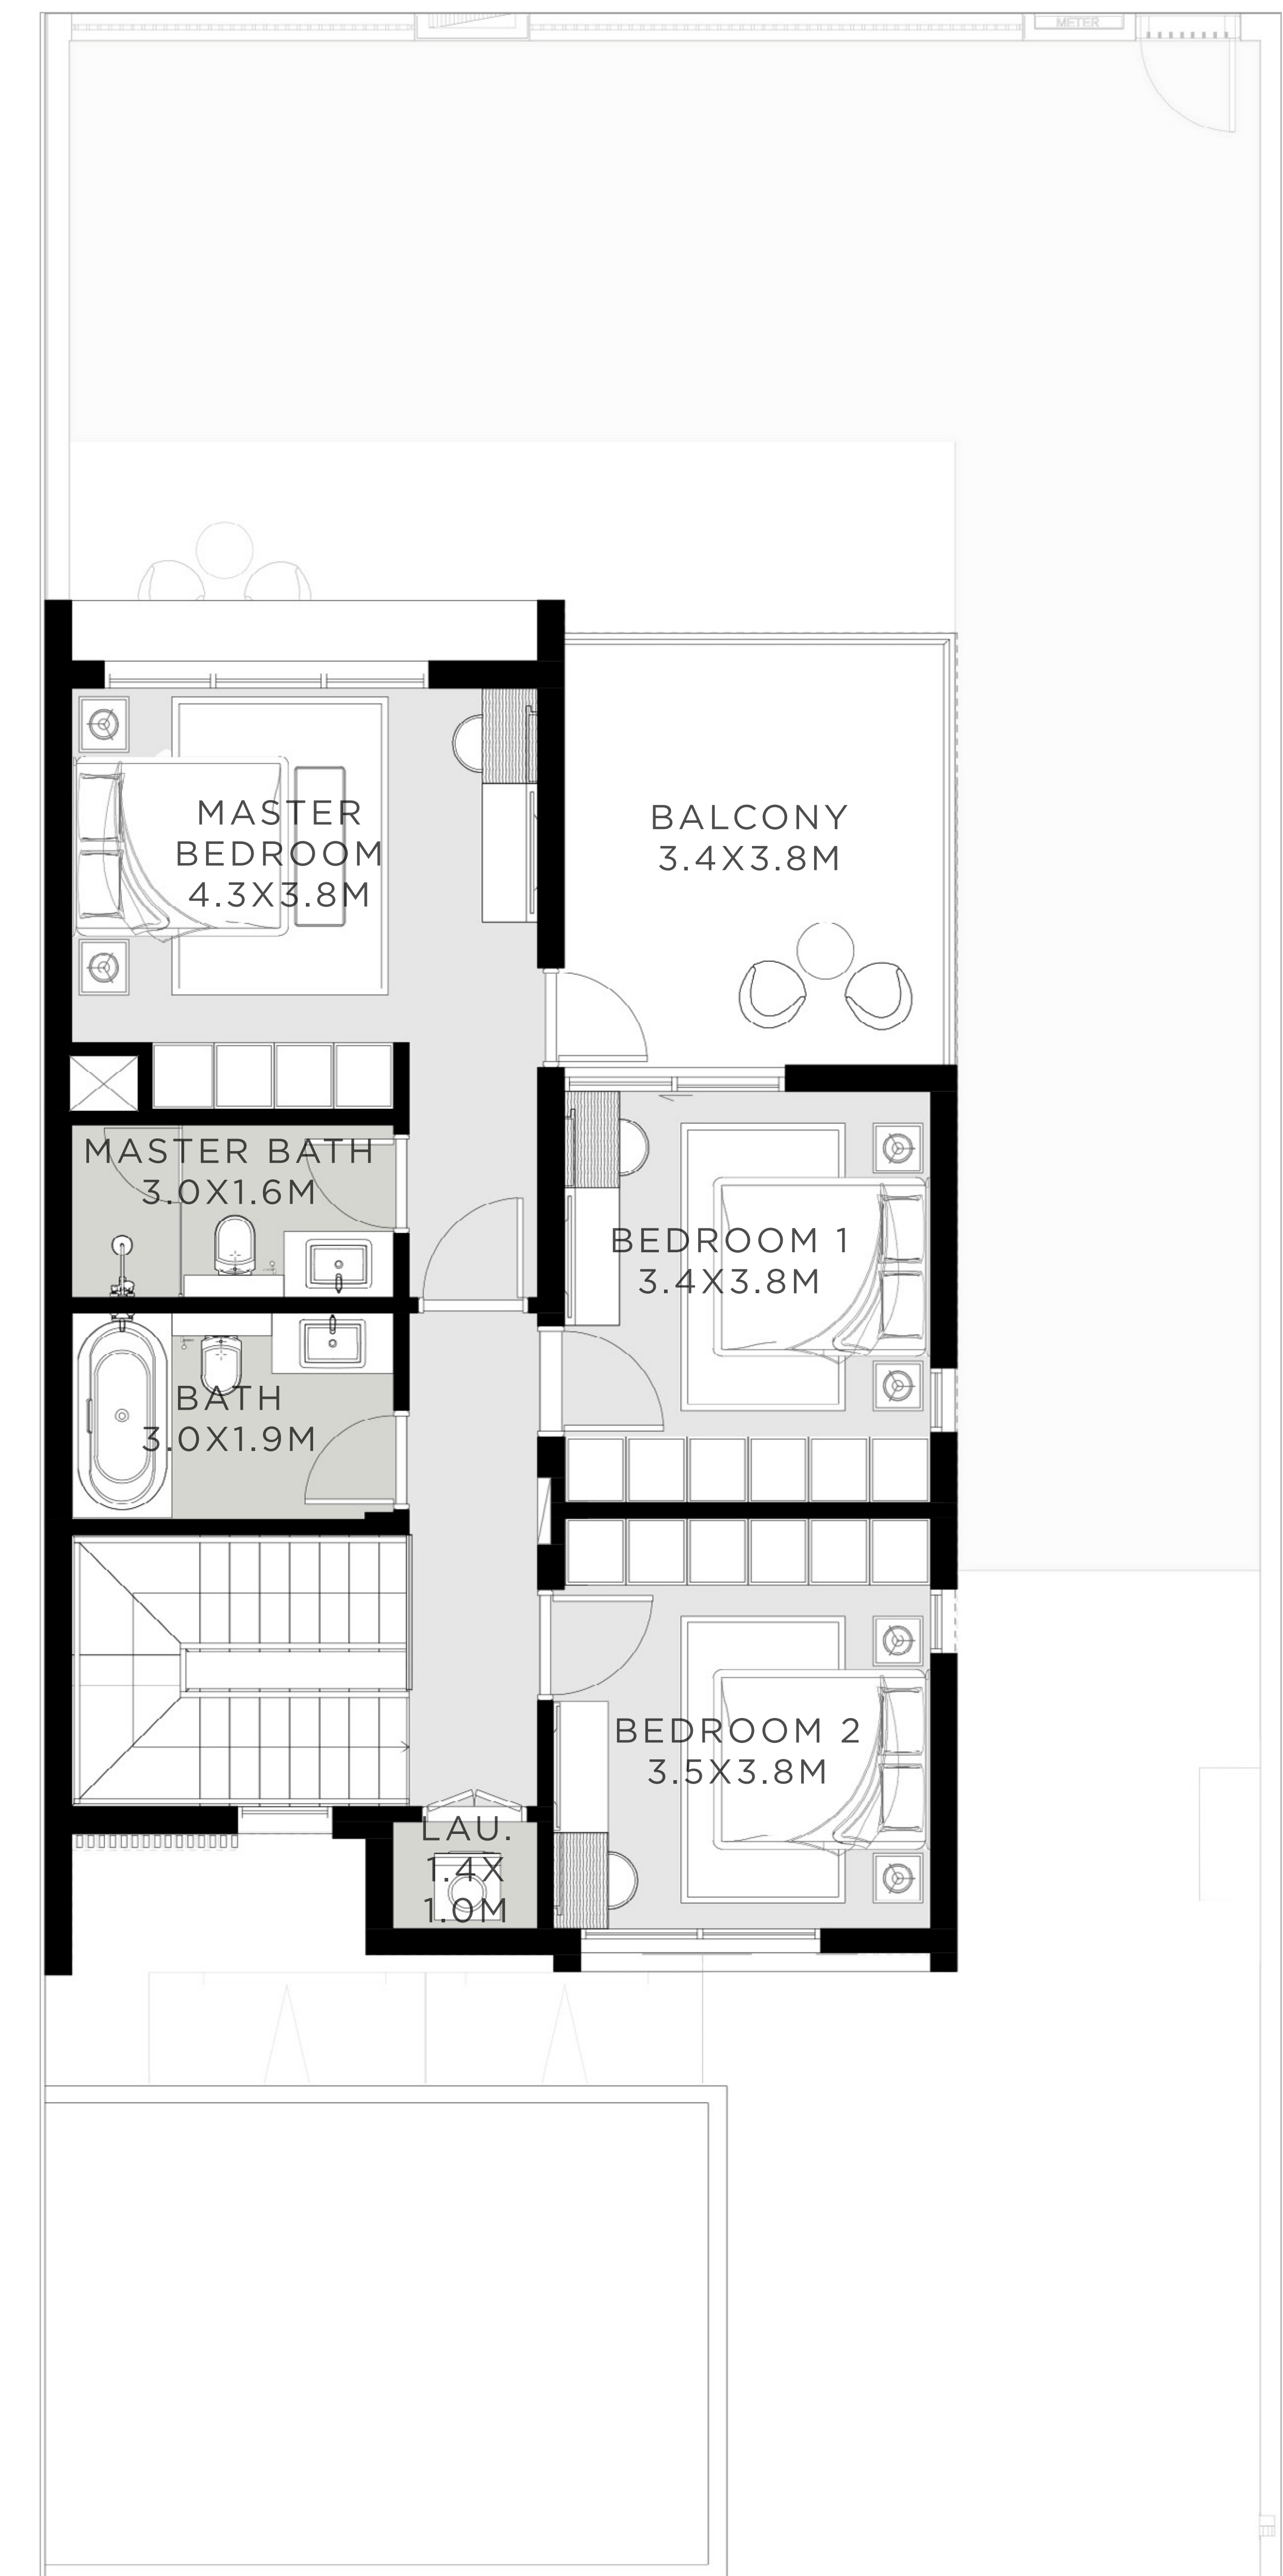 METER
MASTER
BEDROOM
4.3X3.8M
BALCONY
3.4X3.8M
MASTER BATH
3.0X1.6M
BEDROOM 1
3.4X3.8M
BATH
3.0X1.9M
BEDROOM 2
3.5X3.8M
LAU.
1.4X
1.0M